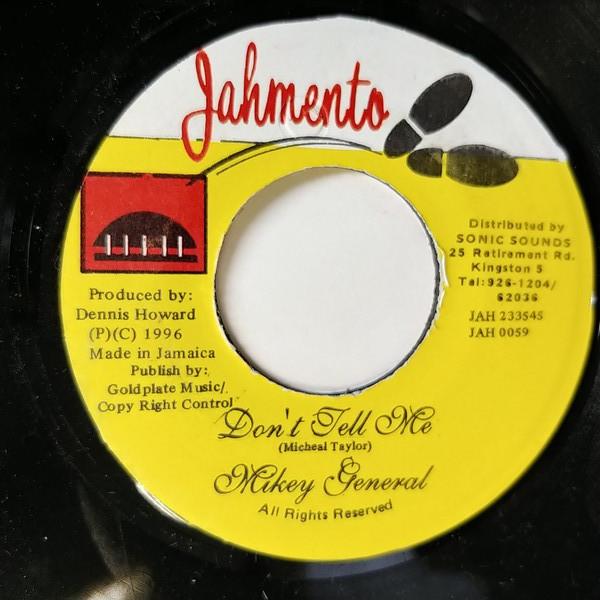 Jahmento
Distributed by
SONIC SOUNDS
25 Retirement Rd.
Kingston 5
Tel:926-1204/
62036
JAH 233545
JAH 0059
Produced by:
Dennis Howard
(P)(C) 1996
Made in Jamaica
Publish by:
Goldplate Music/
Copy Right Control
Don't Tell Me
(Micheal Taylor)
Mikey General
All Rights Reserved